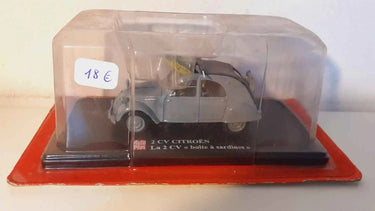 18 €
2 CV CITROËN
La 2 CV « boîte à sardines »